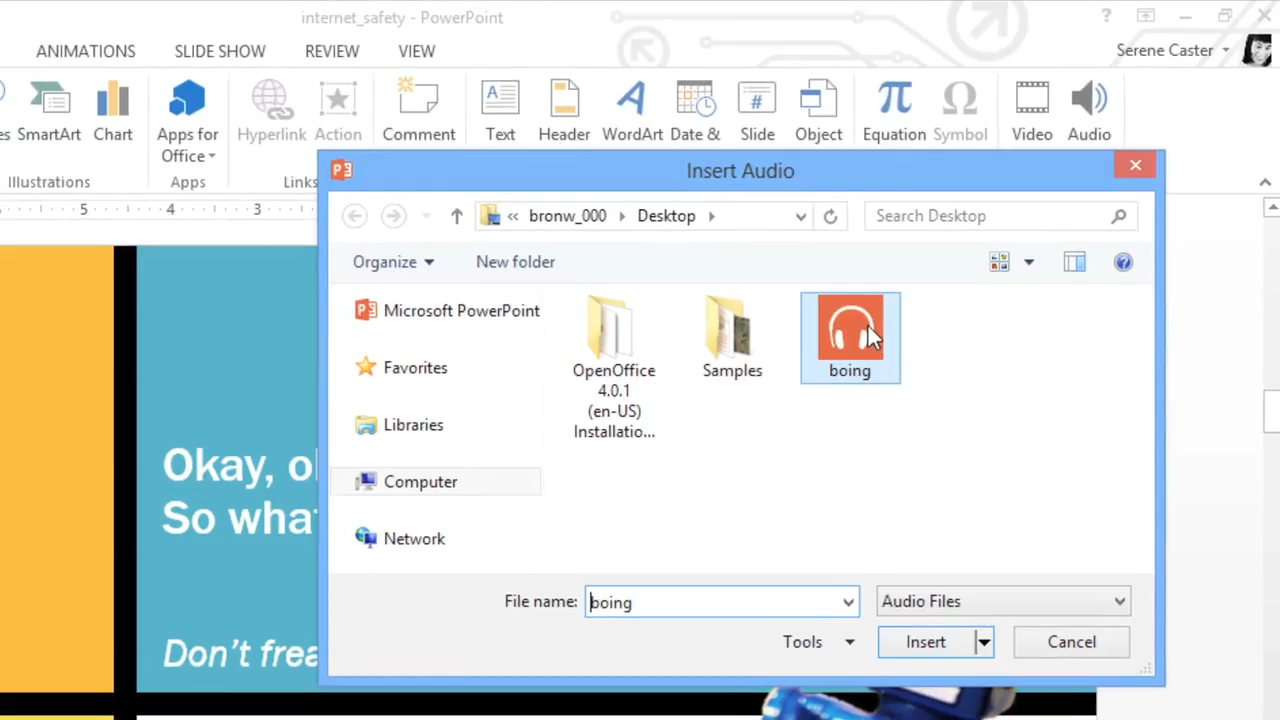 internet_safety - PowerPoint
?
ANIMATIONS SLIDE SHOW REVIEW VIEW
Serene Caster
es SmartArt Chart Apps for Office Hyperlink Action Comment Text Header WordArt Date & Slide Object Equation Symbol Video Audio
Illustrations Apps Links
5 4 3
Insert Audio
« bronw_000 Desktop
Search Desktop
Organize New folder
Microsoft PowerPoint
Favorites
Libraries
Computer
Network
OpenOffice
4.0.1
(en-US)
Installatio...
Samples
boing
Okay, o
So what
Don't frea
File name: boing
Audio Files
Tools Insert Cancel